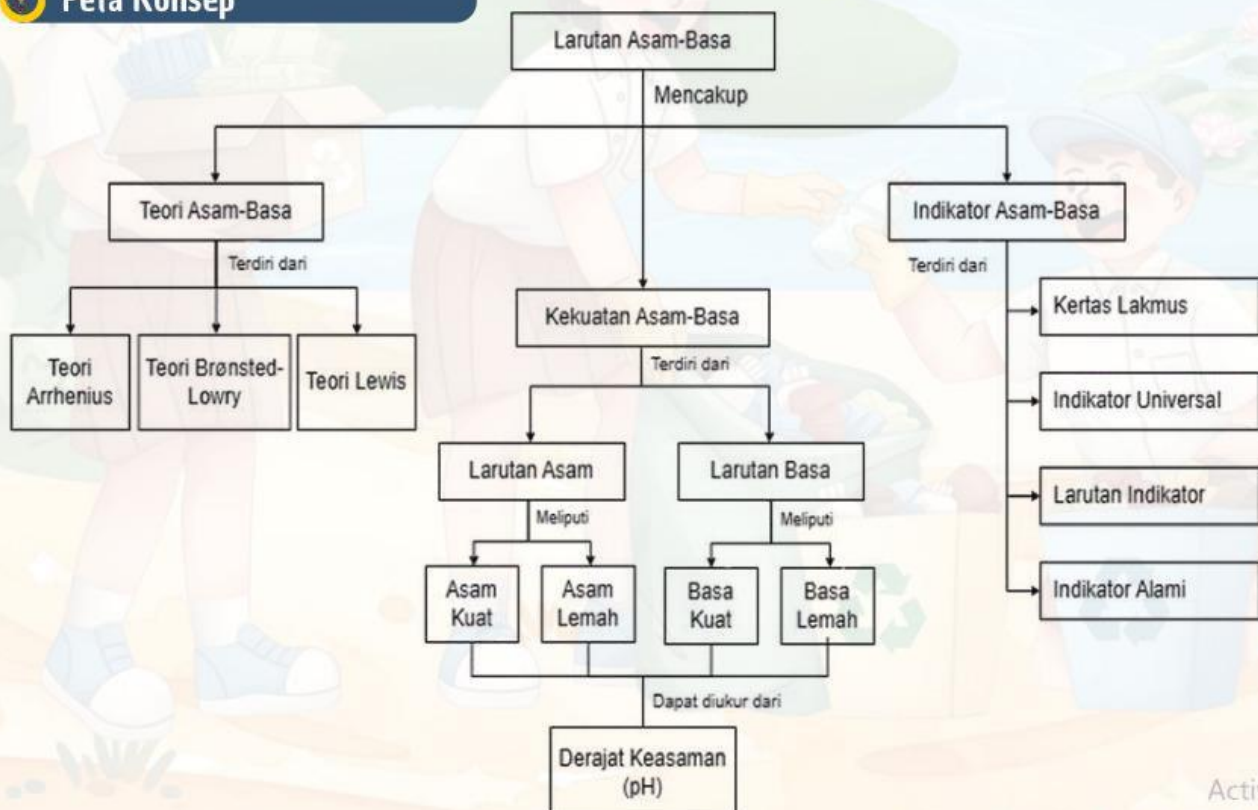 Peta Konsep
Larutan Asam-Basa
Mencakup
Teori Asam-Basa
Terdiri dari
Teori
Arrhenius
Teori Brønsted-
Lowry
Teori Lewis
Kekuatan Asam-Basa
Terdiri dari
Larutan Asam
Meliputi
Asam
Kuat
Asam
Lemah
Larutan Basa
Meliputi
Basa
Kuat
Basa
Lemah
Dapat diukur dari
Derajat Keasaman
(pH)
Indikator Asam-Basa
Terdiri dari
Kertas Lakmus
Indikator Universal
Larutan Indikator
Indikator Alami
Acti